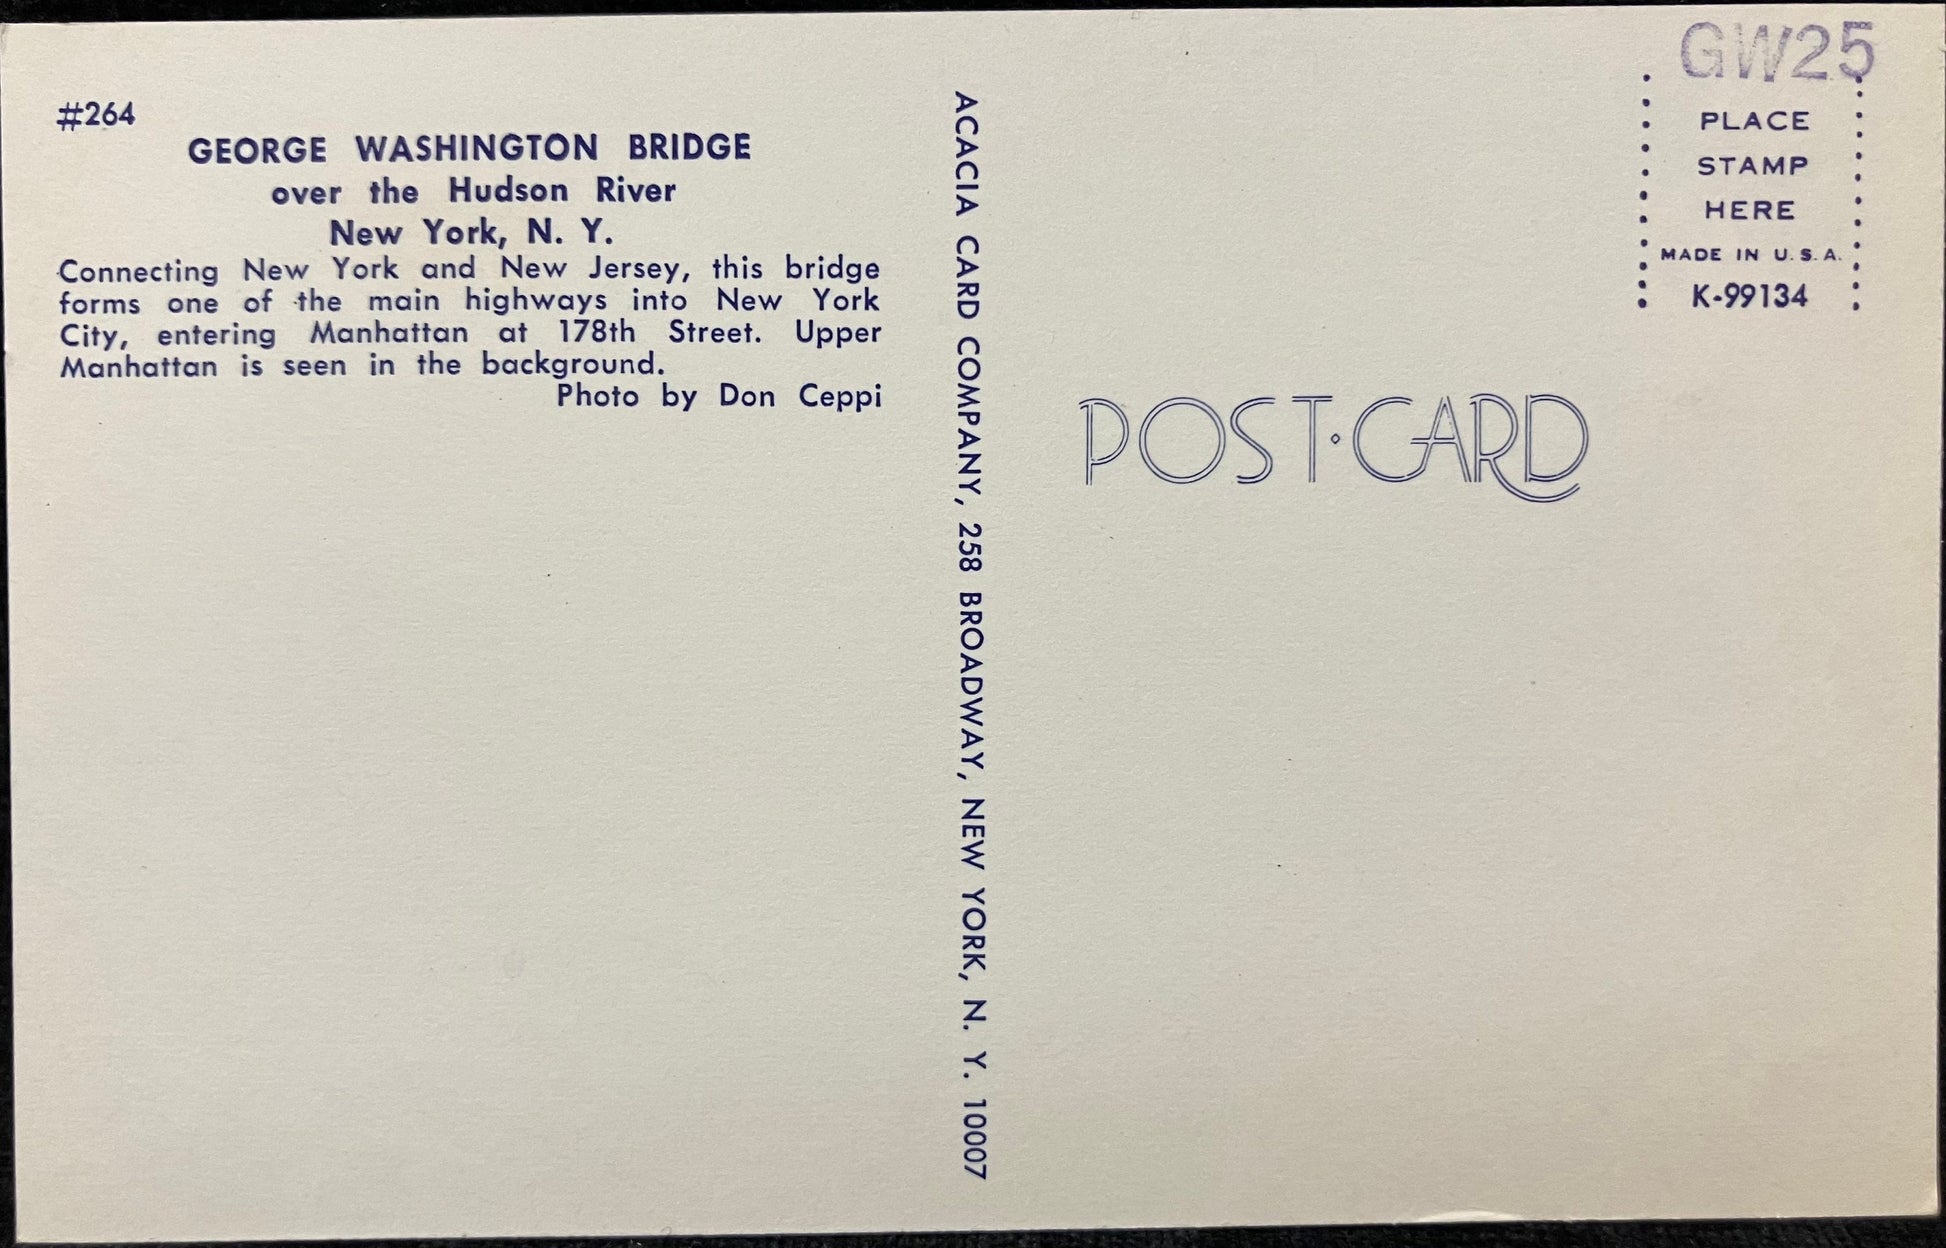 #264
GEORGE WASHINGTON BRIDGE
over the Hudson River
New York, N. Y.
Connecting New York and New Jersey, this bridge
forms one of the main highways into New York
City, entering Manhattan at 178th Street. Upper
Manhattan is seen in the background.
Photo by Don Ceppi
ACACIA CARD COMPANY, 258 BROADWAY, NEW YORK, N. Y. 10007
GW25
PLACE
STAMP
HERE
MADE IN U.S.A.
K-99134
POST·CARD